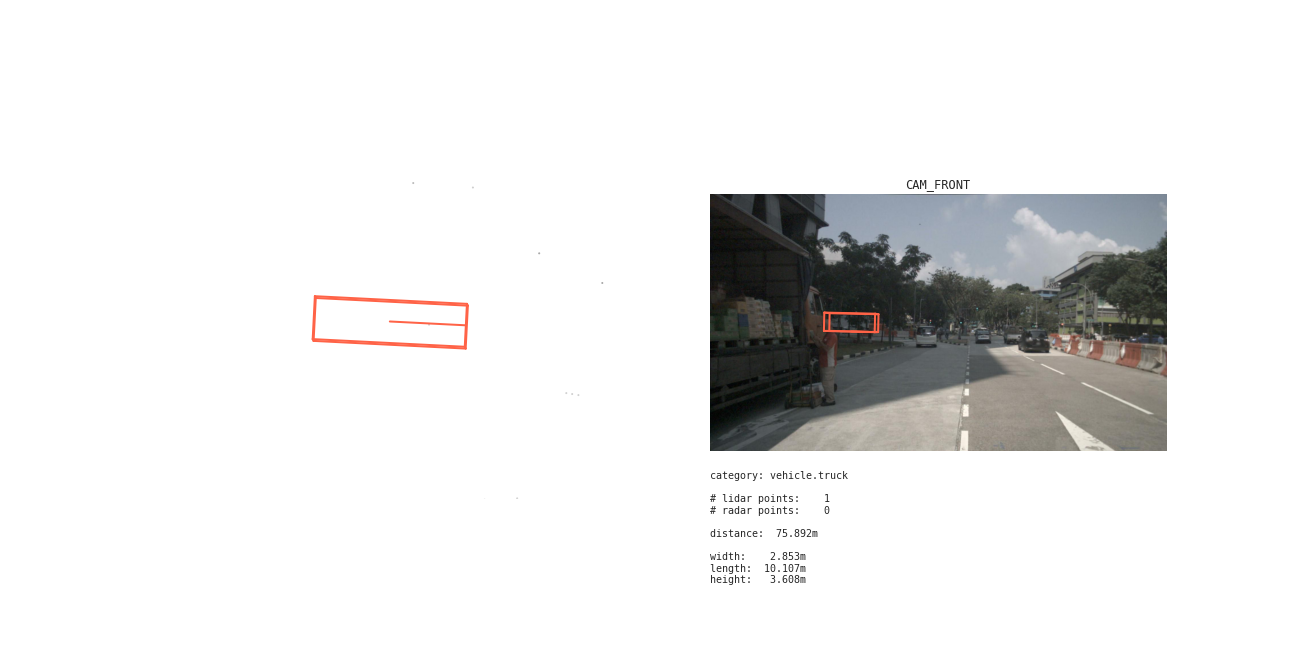 CAM_FRONT
category: vehicle.truck
# lidar points: 1
# radar points: 0
distance: 75.892m
width: 2.853m
length: 10.107m
height: 3.608m